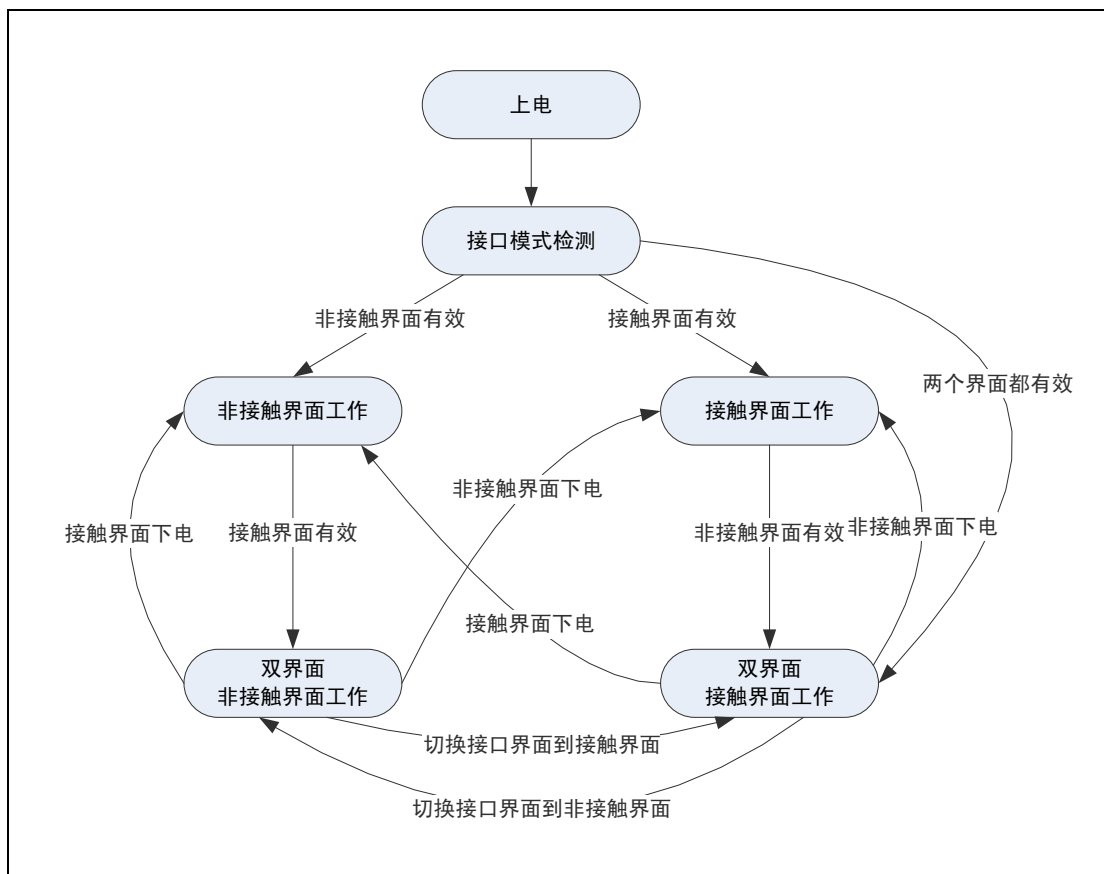 上电
接口模式检测
非接触界面有效
接触界面有效
两个界面都有效
非接触界面工作
接触界面工作
非接触界面下电
接触界面下电
接触界面有效
非接触界面有效
非接触界面下电
接触界面下电
双界面
非接触界面工作
双界面
接触界面工作
切换接口界面到接触界面
切换接口界面到非接触界面